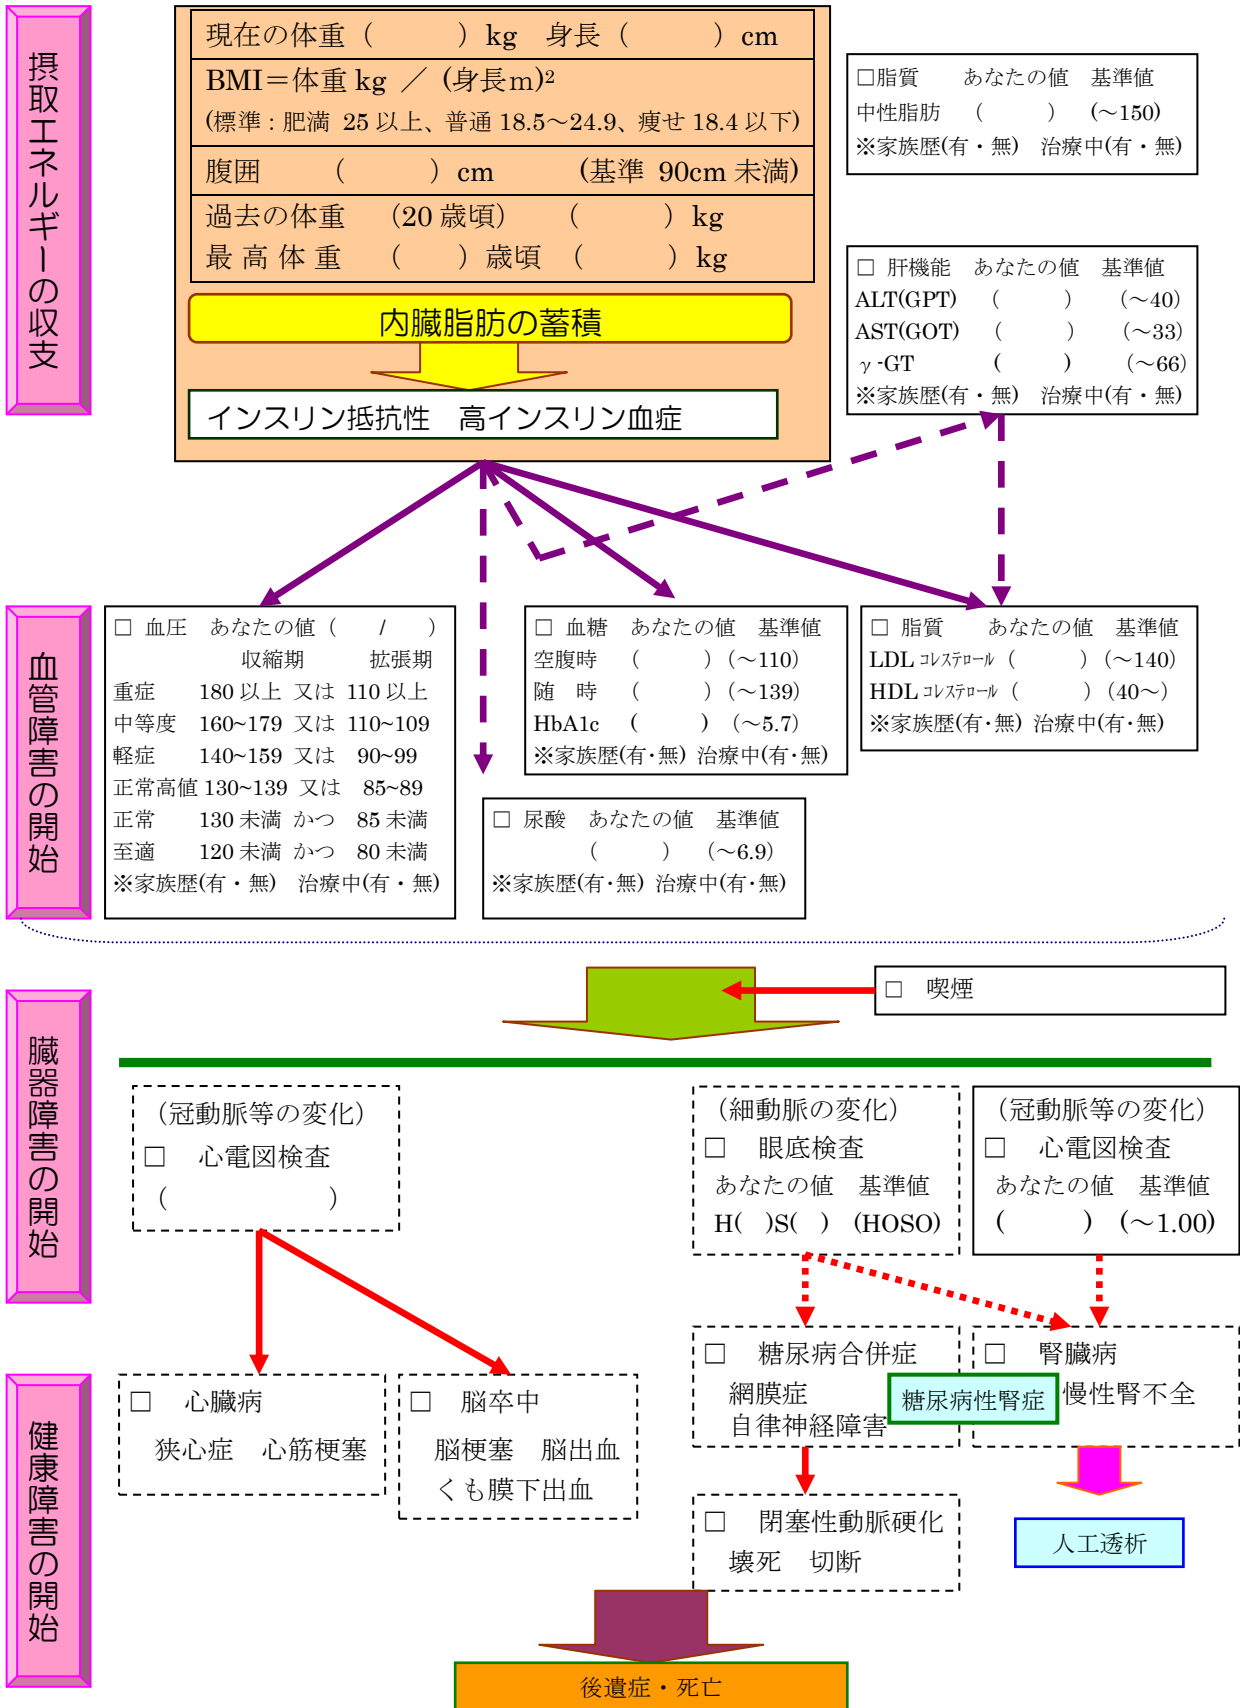 摂取エネルギーの収支
現在の体重（　　　）kg　身長（　　　）cm
BMI＝体重 kg ／ (身長m)²
(標準：肥満 25 以上、普通 18.5～24.9、痩せ 18.4 以下)
腹囲　（　　　）cm　　(基準 90cm 未満)
過去の体重　（20 歳頃）　（　　　）kg
最高体重　（　　）歳頃　（　　　）kg
内臓脂肪の蓄積
インスリン抵抗性　高インスリン血症
□脂質　あなたの値　基準値
中性脂肪　（　　　）　(～150)
※家族歴(有・無)　治療中(有・無)
□ 肝機能　あなたの値　基準値
ALT(GPT)　（　　　）　(～40)
AST(GOT)　（　　　）　(～33)
γ-GT　（　　　）　(～66)
※家族歴(有・無)　治療中(有・無)
血管障害の開始
□ 血圧　あなたの値（　/　）
収縮期　拡張期
重症　180 以上 又は 110 以上
中等度　160~179 又は 110~109
軽症　140~159 又は 90~99
正常高値 130~139 又は 85~89
正常　130 未満 かつ 85 未満
至適　120 未満 かつ 80 未満
※家族歴(有・無)　治療中(有・無)
□ 血糖　あなたの値　基準値
空腹時　（　　　）(～110)
随　時　（　　　）(～139)
HbA1c　（　　　）(～5.7)
※家族歴(有・無) 治療中(有・無)
□ 脂質　あなたの値　基準値
LDL コレステロール（　　　）(～140)
HDL コレステロール（　　　）(40～)
※家族歴(有・無) 治療中(有・無)
□ 尿酸　あなたの値　基準値
（　　　）　(～6.9)
※家族歴(有・無) 治療中(有・無)
□　喫煙
臓器障害の開始
（冠動脈等の変化）
□　心電図検査
（　　　　　　）
（細動脈の変化）
□　眼底検査
あなたの値　基準値
H(　)S(　)　(HOSO)
（冠動脈等の変化）
□　心電図検査
あなたの値　基準値
（　　　）　(～1.00)
健康障害の開始
□　心臓病
狭心症　心筋梗塞
□　脳卒中
脳梗塞　脳出血
くも膜下出血
□　糖尿病合併症
網膜症
自律神経障害
糖尿病性腎症
□　腎臓病
慢性腎不全
□　閉塞性動脈硬化
壊死　切断
人工透析
後遺症・死亡